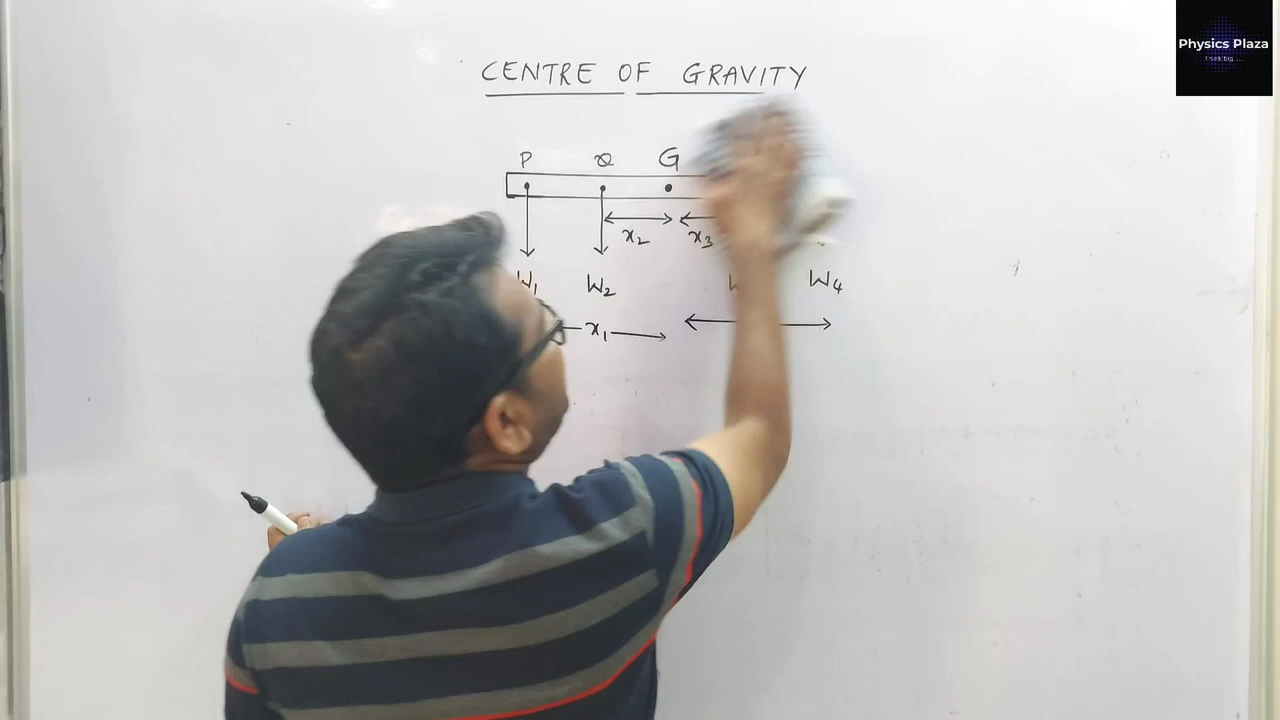 Physics Plaza
CENTRE OF GRAVITY
P Q G
x₂ x₃
W₁ W₂ W₄
x₁